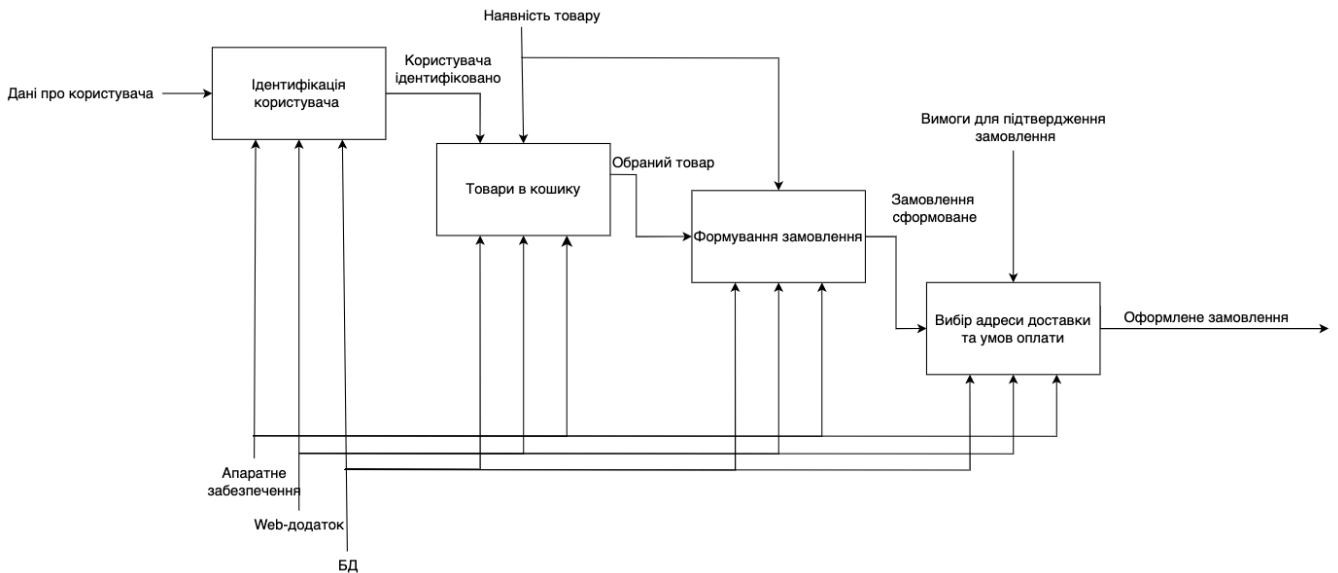 Наявність товару
Дані про користувача
Ідентифікація
користувача
Користувача
ідентифіковано
Товари в кошику
Обраний товар
Формування замовлення
Замовлення
сформоване
Вимоги для підтвердження
замовлення
Вибір адреси доставки
та умов оплати
Оформлене замовлення
Апаратне
забезпечення
Web-додаток
БД